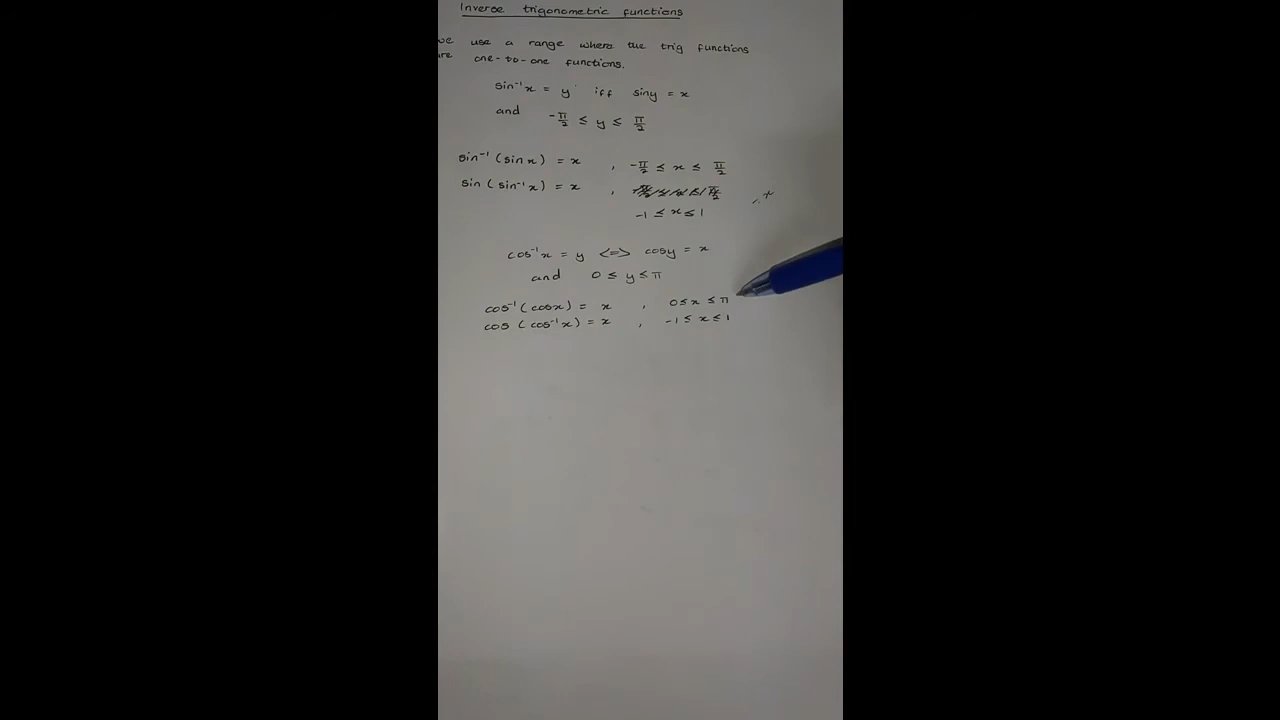 Inverse trigonometric functions
we use a range where the trig functions
are one-to-one functions.
sin⁻¹x = y iff siny = x
and -π/2 ≤ y ≤ π/2
sin⁻¹(sinx) = x , -π/2 ≤ x ≤ π/2
sin(sin⁻¹x) = x ,
-1 ≤ x ≤ 1
cos⁻¹x = y <=> cosy = x
and 0 ≤ y ≤ π
cos⁻¹(cosx) = x , 0 ≤ x ≤ π
cos(cos⁻¹x) = x , -1 ≤ x ≤ 1